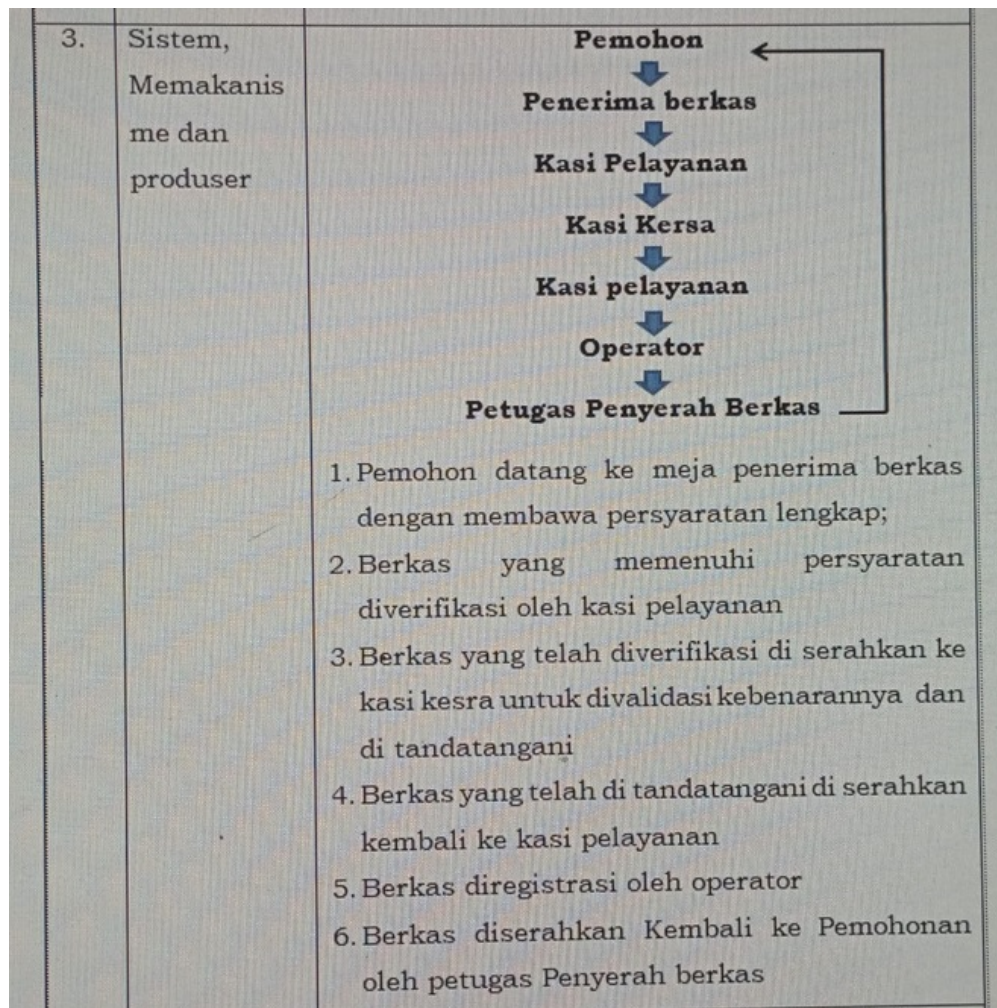 3.
Sistem,
Memakanis
me dan
produser
Pemohon
Penerima berkas
Kasi Pelayanan
Kasi Kersa
Kasi pelayanan
Operator
Petugas Penyerah Berkas
1. Pemohon datang ke meja penerima berkas
dengan membawa persyaratan lengkap;
2. Berkas yang memenuhi persyaratan
diverifikasi oleh kasi pelayanan
3. Berkas yang telah diverifikasi di serahkan ke
kasi kesra untuk divalidasi kebenarannya dan
di tandatangani
4. Berkas yang telah di tandatangani di serahkan
kembali ke kasi pelayanan
5. Berkas diregistrasi oleh operator
6. Berkas diserahkan Kembali ke Pemohonan
oleh petugas Penyerah berkas